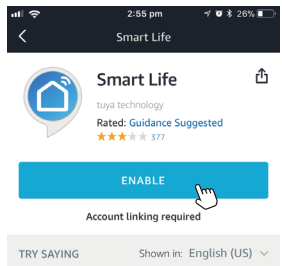 2:55 pm 26%
Smart Life
Smart Life
tuya technology
Rated: Guidance Suggested
377
ENABLE
Account linking required
TRY SAYING Shown in: English (US)